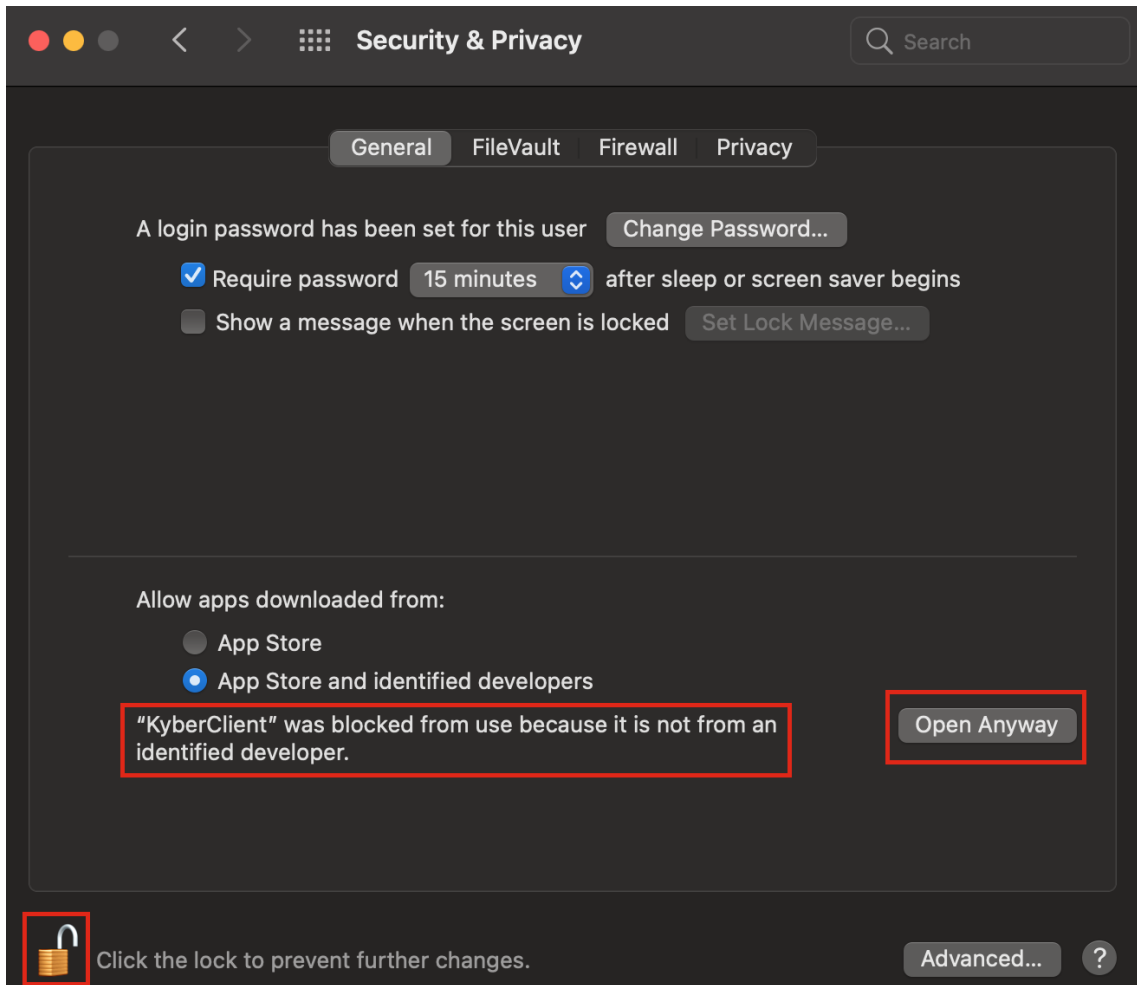 Security & Privacy
Search
General FileVault Firewall Privacy
A login password has been set for this user Change Password...
Require password 15 minutes after sleep or screen saver begins
Show a message when the screen is locked Set Lock Message...
Allow apps downloaded from:
App Store
App Store and identified developers
“KyberClient” was blocked from use because it is not from an
identified developer.
Open Anyway
Click the lock to prevent further changes.
Advanced... ?